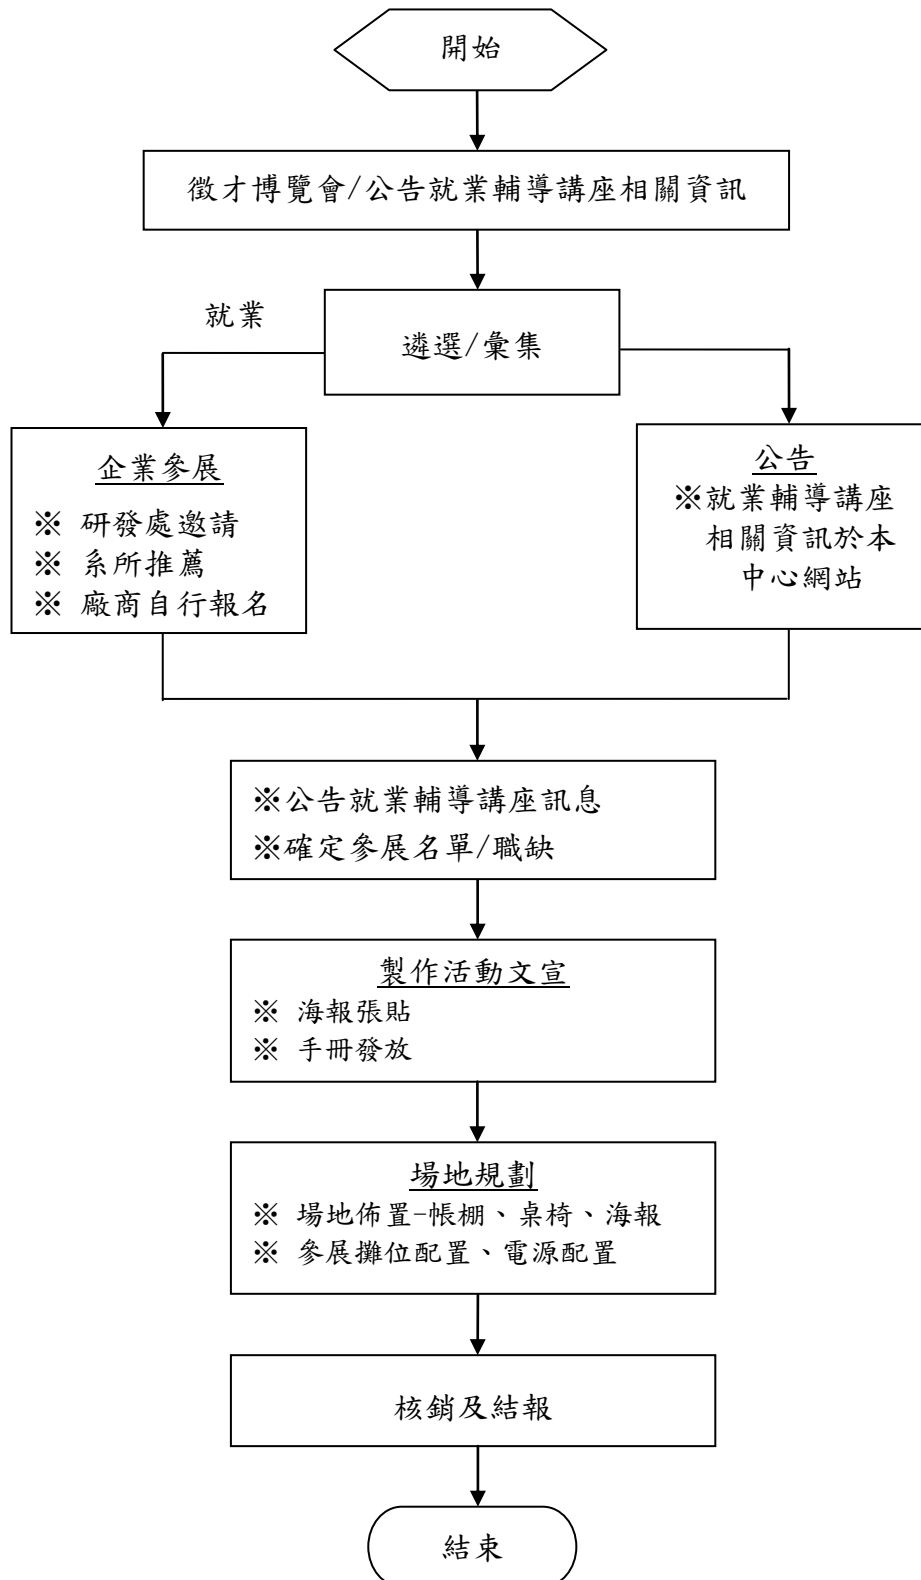 開始
徵才博覽會/公告就業輔導講座相關資訊
就業
遴選/彙集
企業參展
※ 研發處邀請
※ 系所推薦
※ 廠商自行報名
公告
※就業輔導講座
相關資訊於本
中心網站
※公告就業輔導講座訊息
※確定參展名單/職缺
製作活動文宣
※ 海報張貼
※ 手冊發放
場地規劃
※ 場地佈置-帳棚、桌椅、海報
※ 參展攤位配置、電源配置
核銷及結報
結束